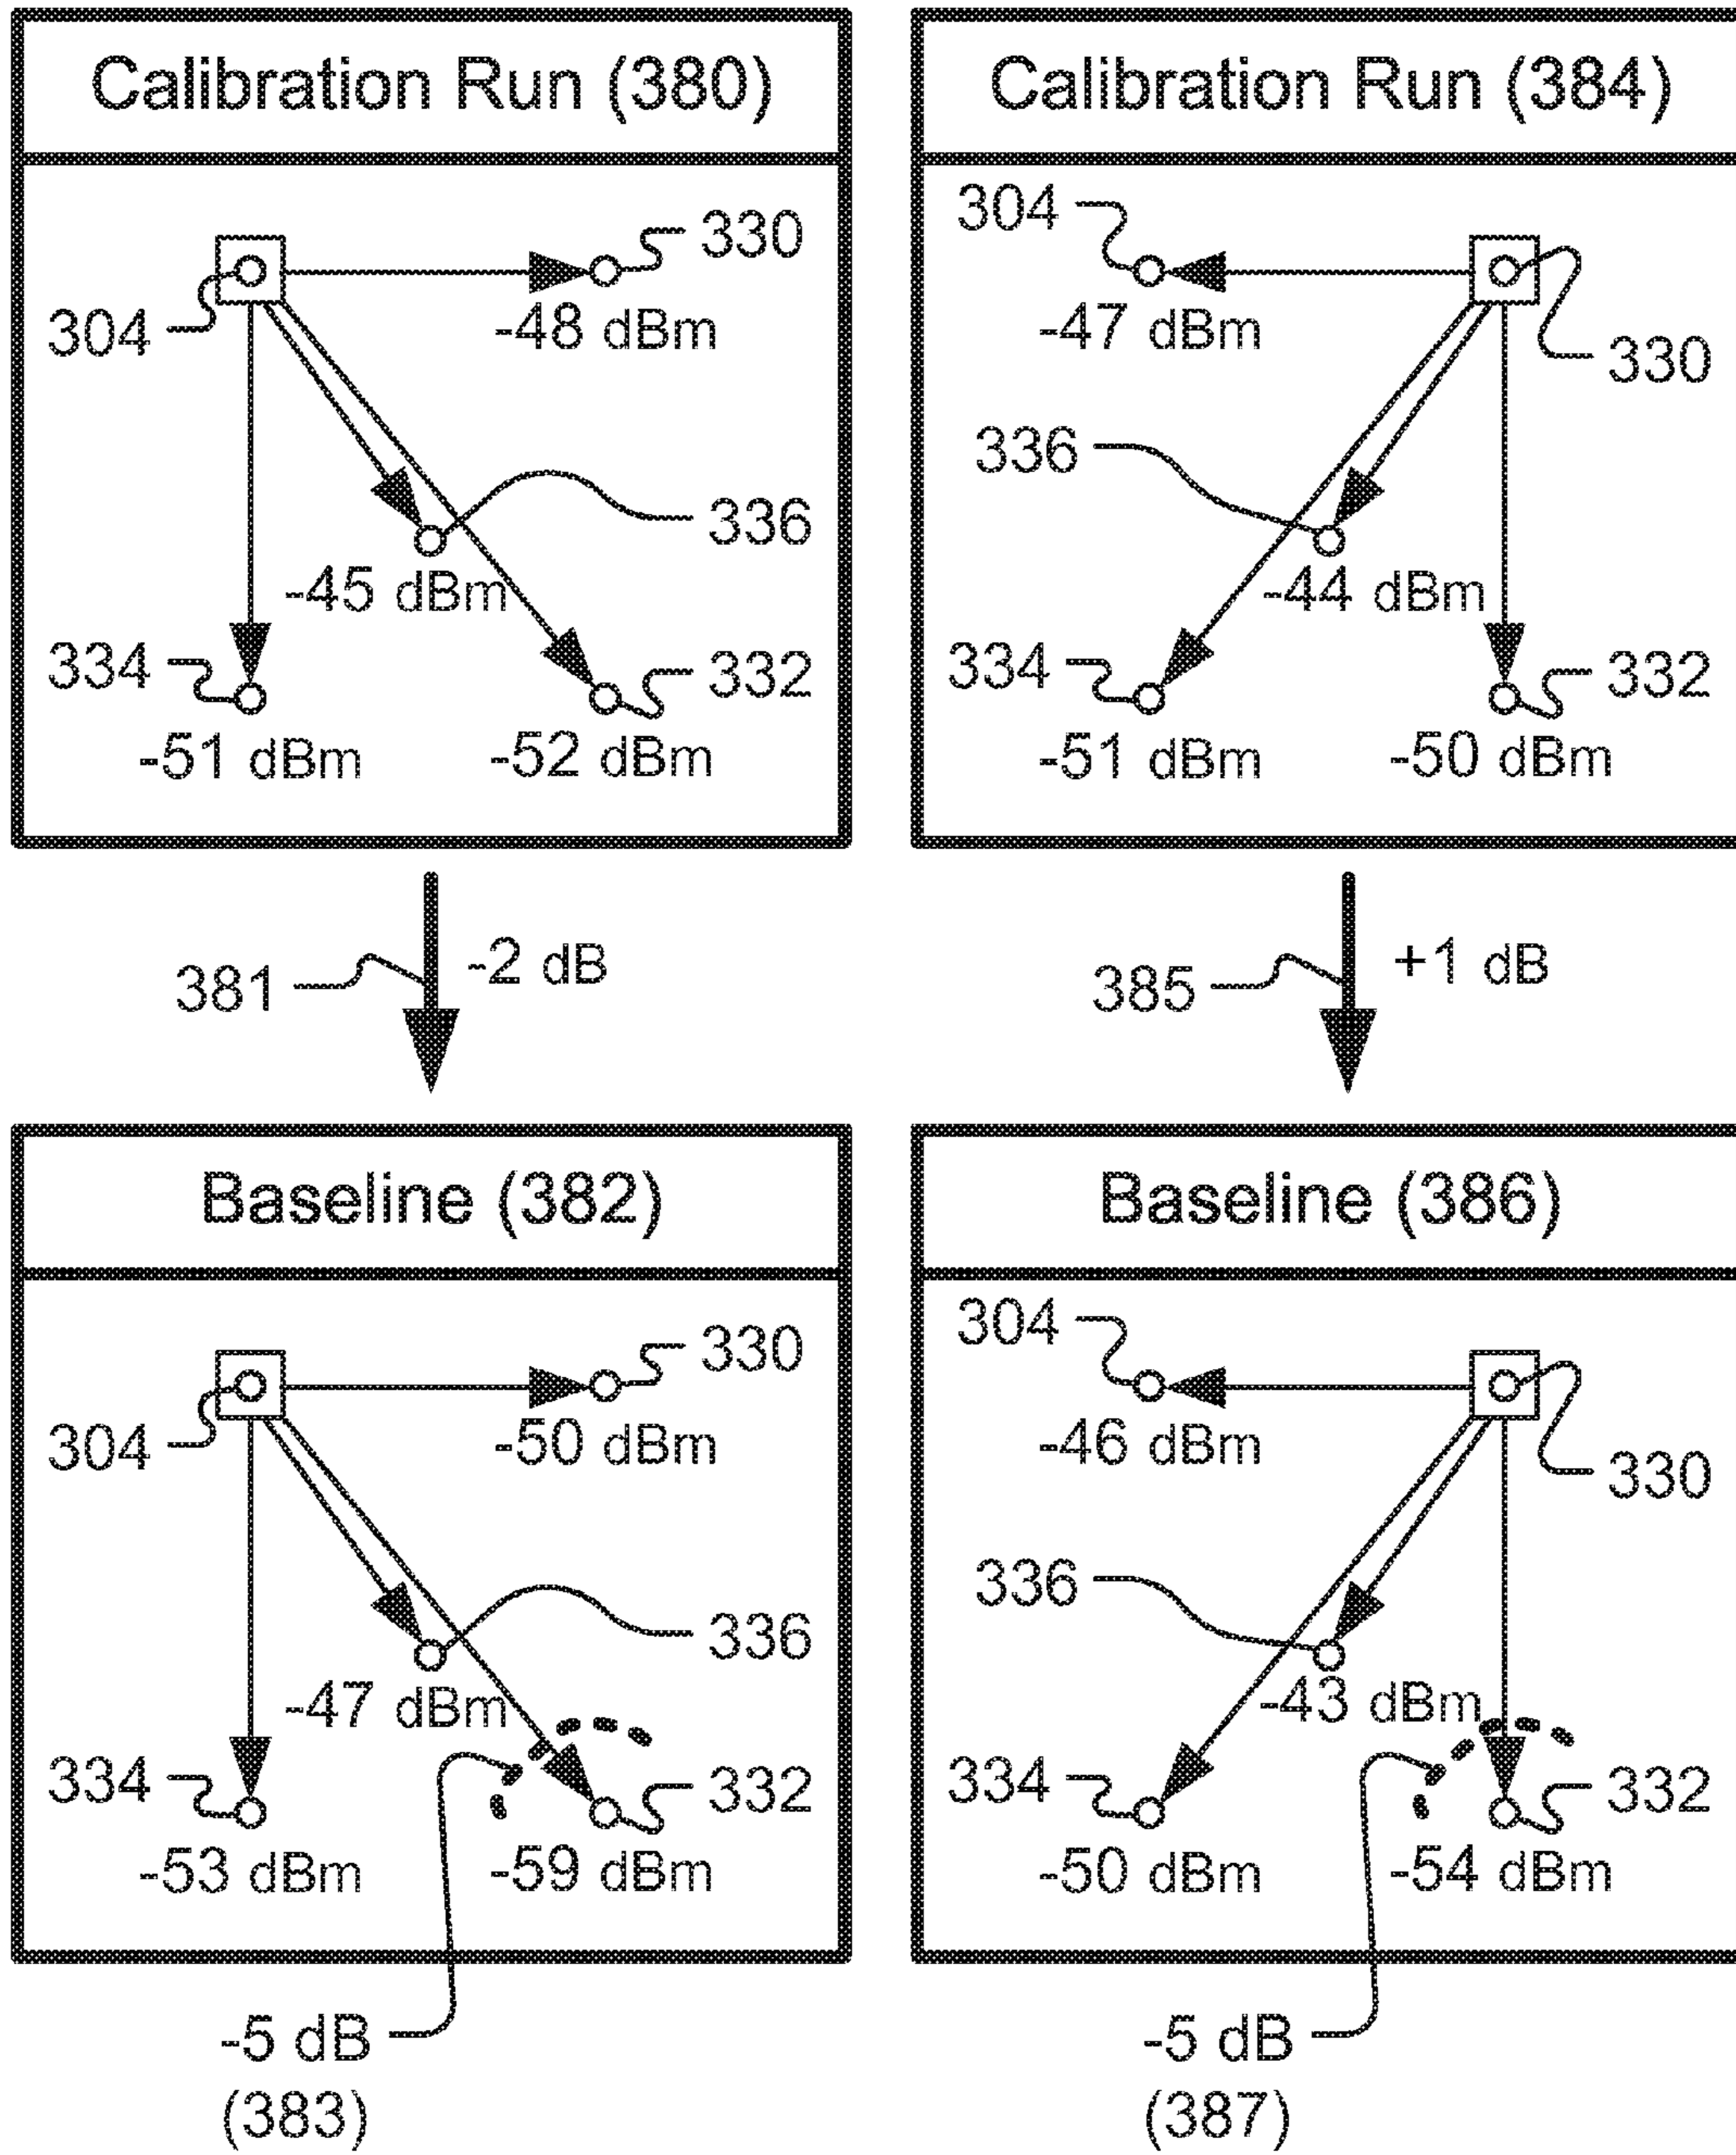 Calibration Run (380)
304
330
-48 dBm
336
-45 dBm
334
332
-51 dBm
-52 dBm
381
-2 dB
Baseline (382)
304
330
-50 dBm
336
-47 dBm
334
332
-53 dBm
-59 dBm
-5 dB
(383)
Calibration Run (384)
304
-47 dBm
330
336
-44 dBm
334
332
-51 dBm
-50 dBm
385
+1 dB
Baseline (386)
304
-46 dBm
330
336
-43 dBm
334
332
-50 dBm
-54 dBm
-5 dB
(387)